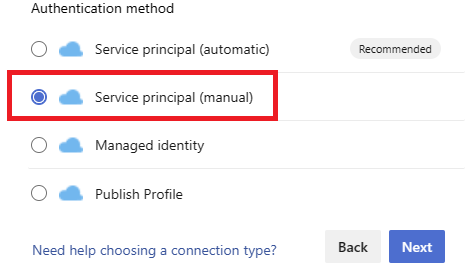 Authentication method
Service principal (automatic) Recommended
Service principal (manual)
Managed identity
Publish Profile
Need help choosing a connection type? Back Next